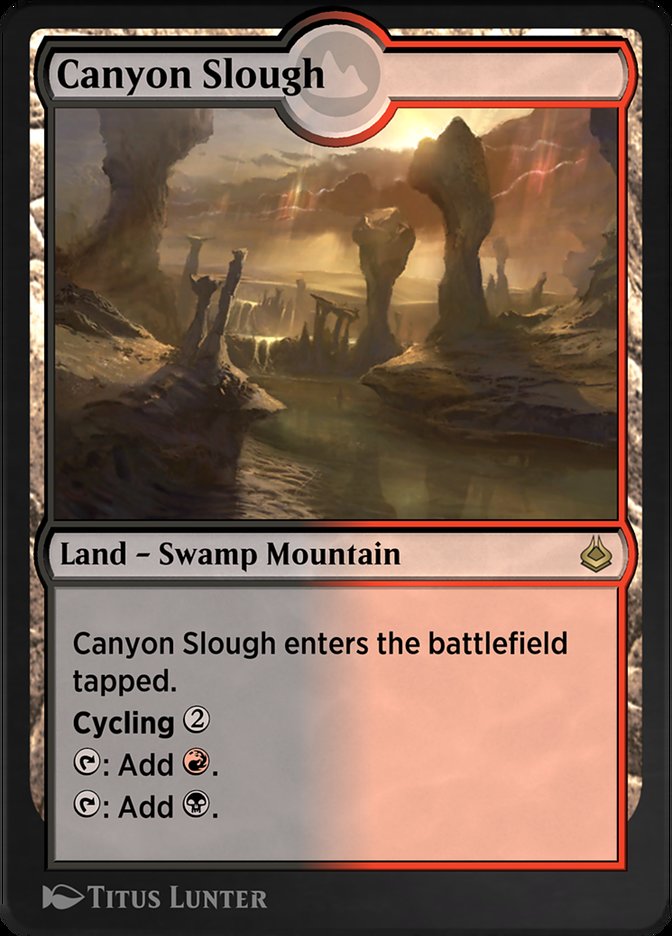 Canyon Slough
Land – Swamp Mountain
Canyon Slough enters the battlefield
tapped.
Cycling 2
: Add .
: Add .
Titus Lunter